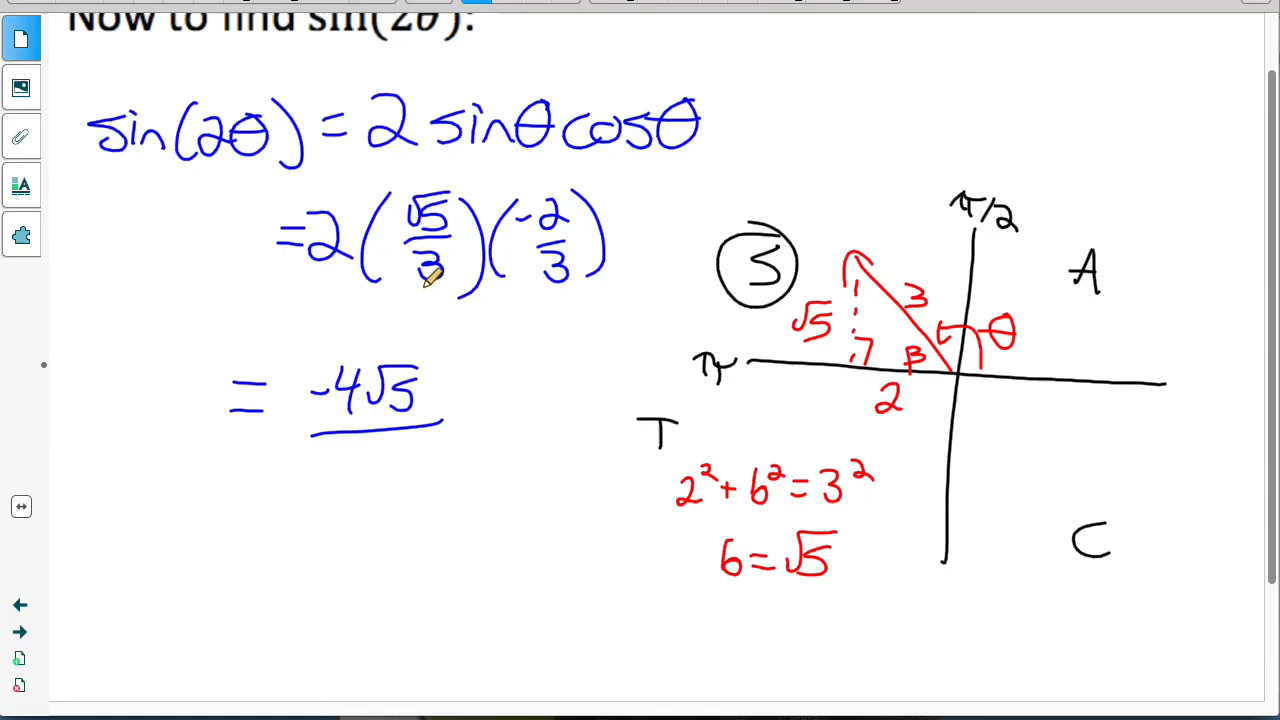 Now to find sin(2θ):
sin(2θ) = 2 sinθ cosθ
= 2 (√5/3)(-2/3)
= -4√5
π/2
S
A
3
√5
θ
β
π
2
T
2² + b² = 3²
b = √5
C